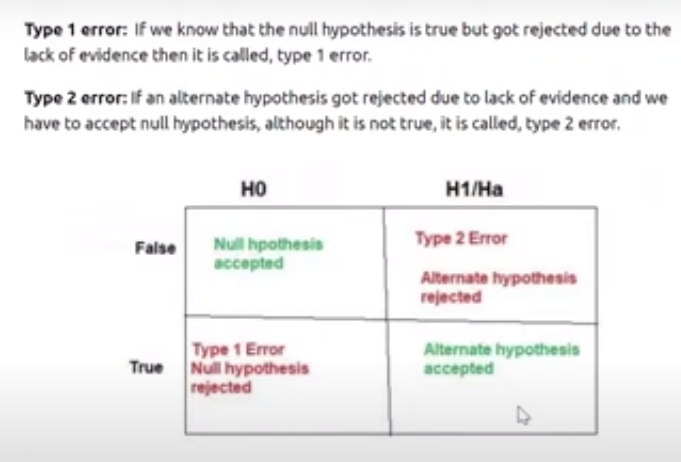 Type 1 error: If we know that the null hypothesis is true but got rejected due to the
lack of evidence then it is called, type 1 error.
Type 2 error: If an alternate hypothesis got rejected due to lack of evidence and we
have to accept null hypothesis, although it is not true, it is called, type 2 error.
H0 H1/Ha
False
Null hpothesis
accepted
Type 2 Error
Alternate hypothesis
rejected
True
Type 1 Error
Null hypothesis
rejected
Alternate hypothesis
accepted